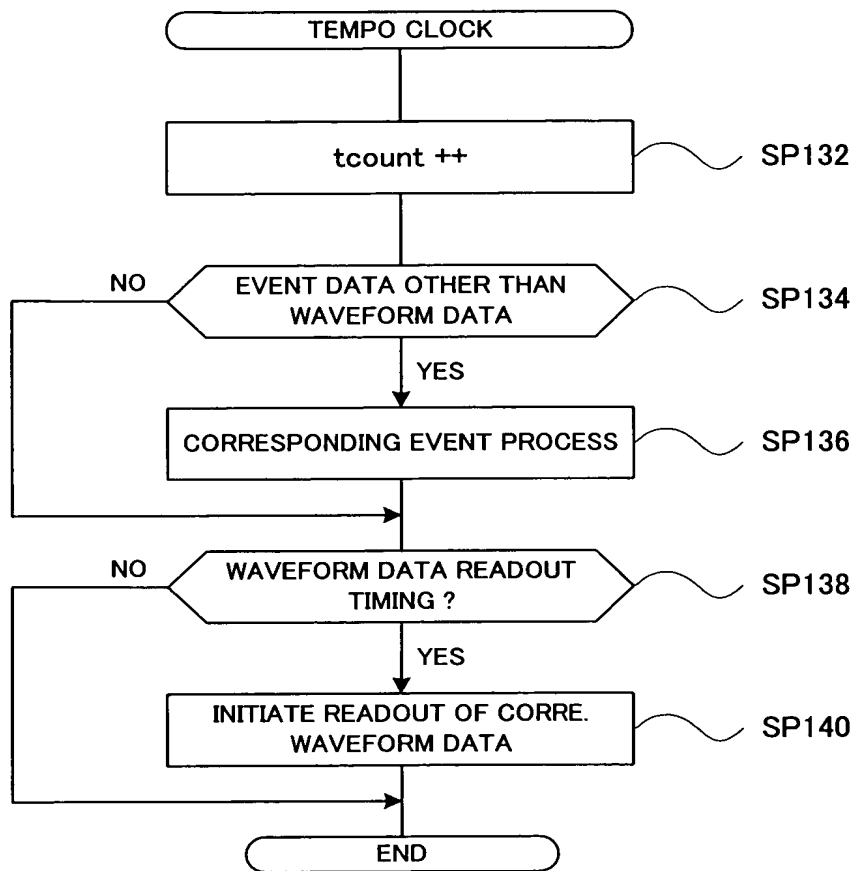 TEMPO CLOCK
tcount ++
SP132
NO
EVENT DATA OTHER THAN
WAVEFORM DATA
SP134
YES
CORRESPONDING EVENT PROCESS
SP136
NO
WAVEFORM DATA READOUT
TIMING ?
SP138
YES
INITIATE READOUT OF CORRE.
WAVEFORM DATA
SP140
END